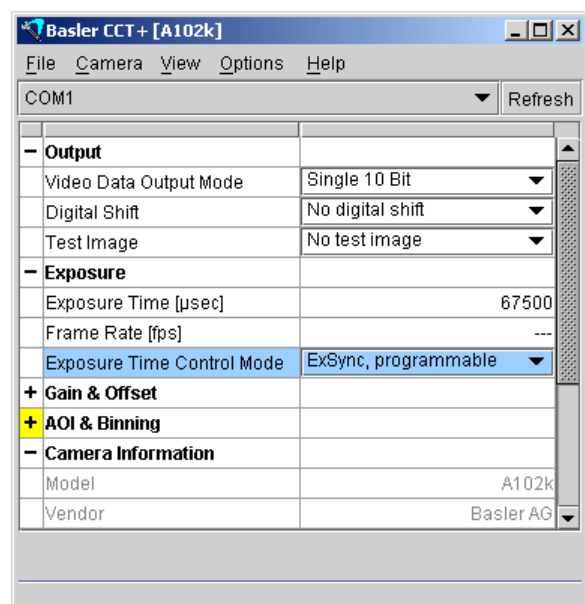 Basler CCT+ [A102k]
File Camera View Options Help
COM1 Refresh
− Output
Video Data Output Mode Single 10 Bit
Digital Shift No digital shift
Test Image No test image
− Exposure
Exposure Time [µsec] 67500
Frame Rate [fps] ---
Exposure Time Control Mode ExSync, programmable
+ Gain & Offset
+ AOI & Binning
− Camera Information
Model A102k
Vendor Basler AG